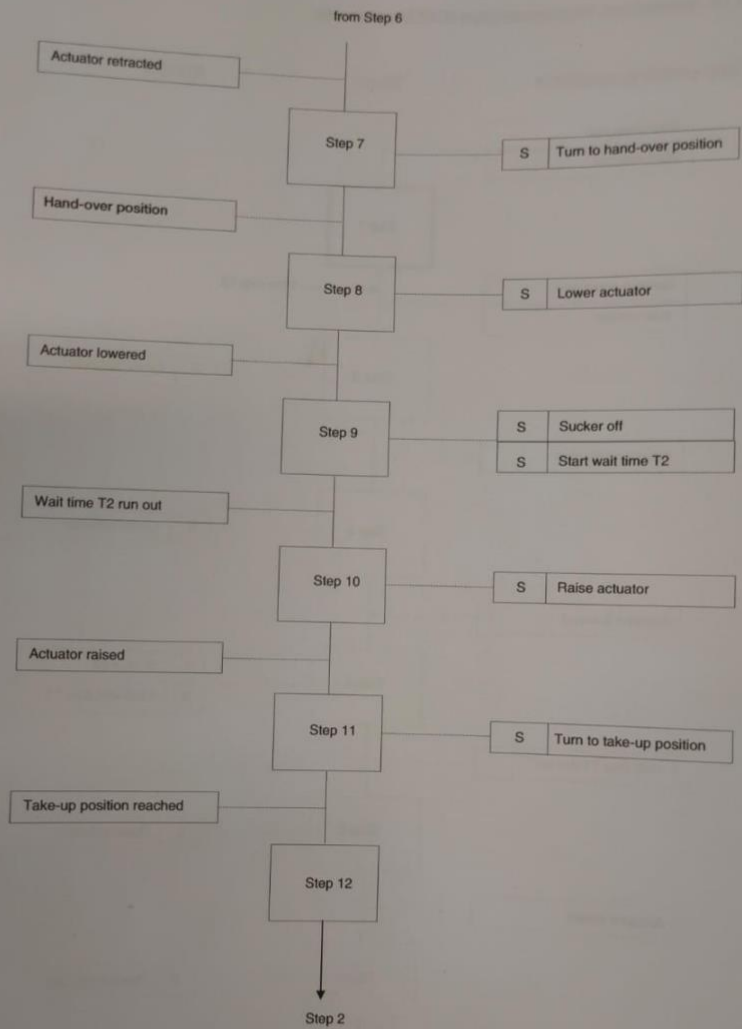 from Step 6
Actuator retracted
Step 7
S Turn to hand-over position
Hand-over position
Step 8
S Lower actuator
Actuator lowered
Step 9
S Sucker off
S Start wait time T2
Wait time T2 run out
Step 10
S Raise actuator
Actuator raised
Step 11
S Turn to take-up position
Take-up position reached
Step 12
Step 2